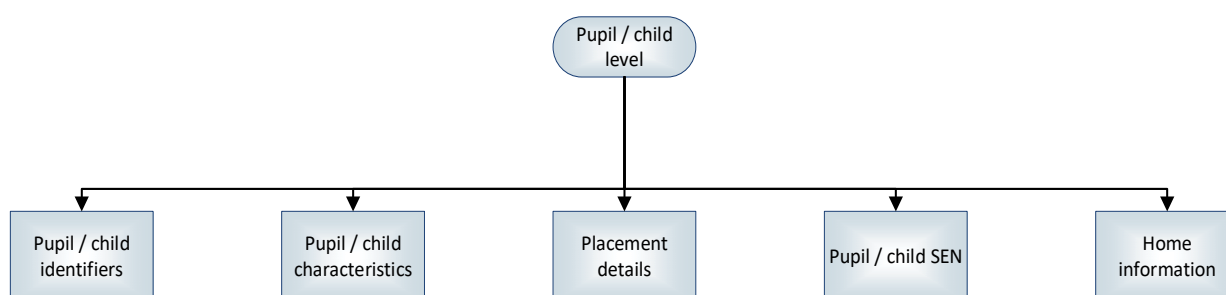 Pupil / child
level
Pupil / child
identifiers
Pupil / child
characteristics
Placement
details
Pupil / child SEN
Home
information